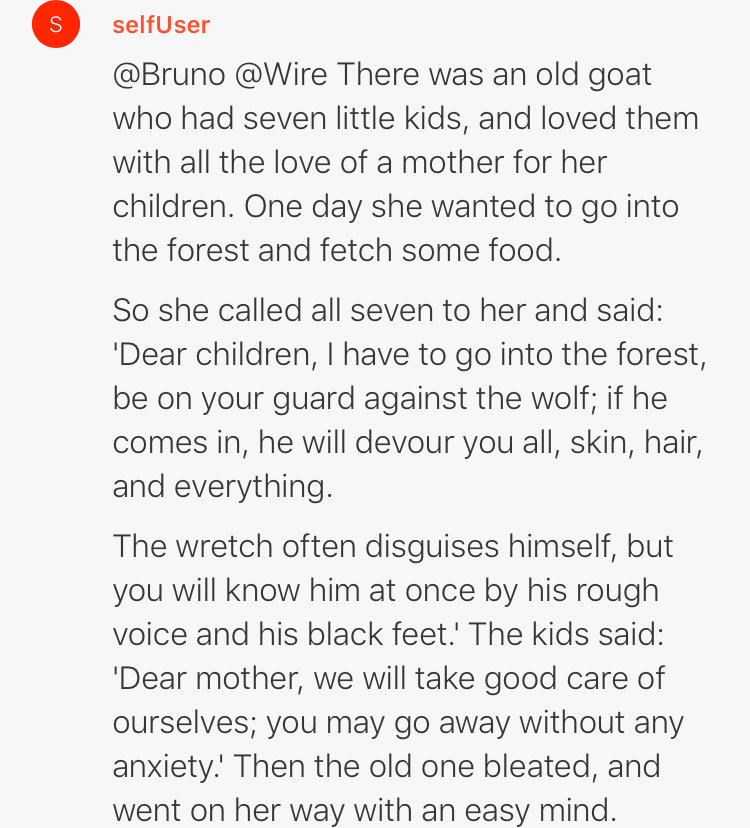 S
selfUser
@Bruno @Wire There was an old goat
who had seven little kids, and loved them
with all the love of a mother for her
children. One day she wanted to go into
the forest and fetch some food.
So she called all seven to her and said:
'Dear children, I have to go into the forest,
be on your guard against the wolf; if he
comes in, he will devour you all, skin, hair,
and everything.
The wretch often disguises himself, but
you will know him at once by his rough
voice and his black feet.' The kids said:
'Dear mother, we will take good care of
ourselves; you may go away without any
anxiety.' Then the old one bleated, and
went on her way with an easy mind.